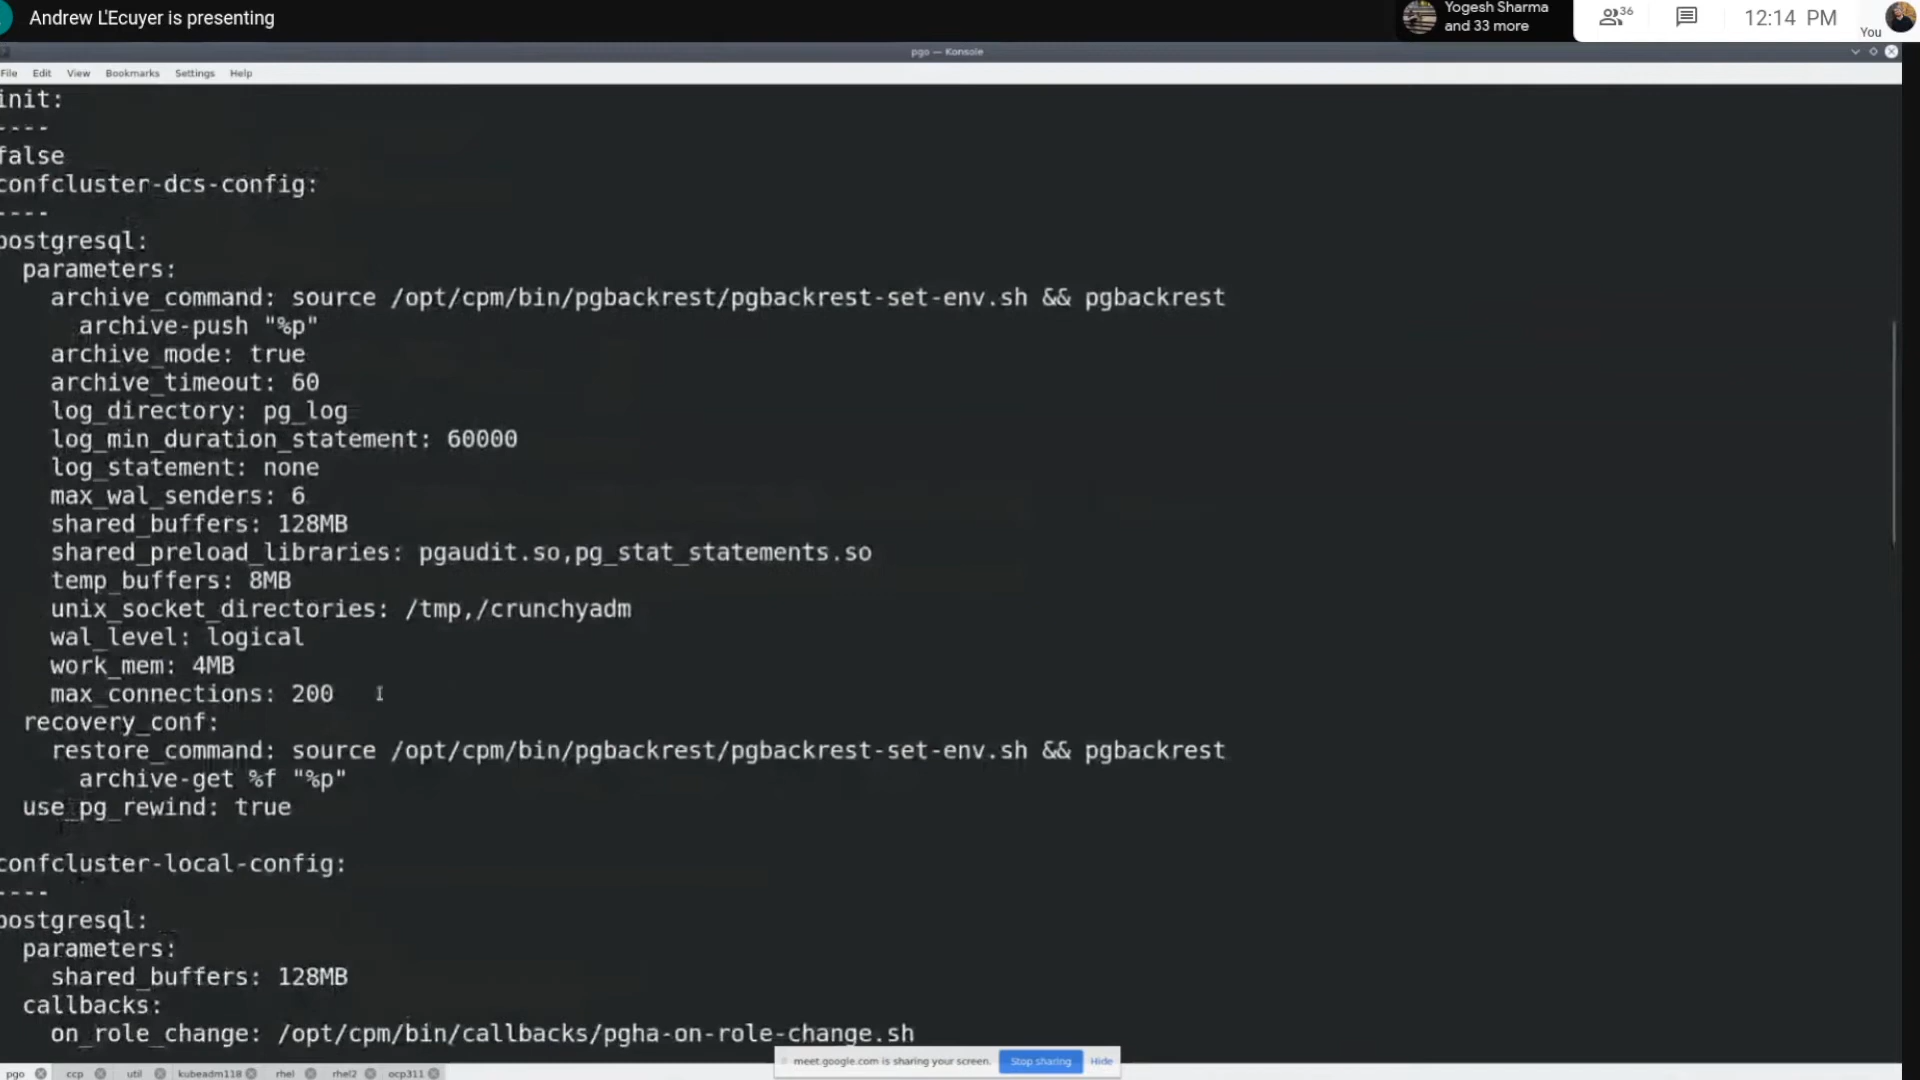 Andrew L'Ecuyer is presenting
Yogesh Sharma
and 33 more
36
12:14 PM
You
pgo — Konsole
File Edit View Bookmarks Settings Help
init:
----
false
confcluster-dcs-config:
----
postgresql:
parameters:
archive_command: source /opt/cpm/bin/pgbackrest/pgbackrest-set-env.sh && pgbackrest
archive-push "%p"
archive_mode: true
archive_timeout: 60
log_directory: pg_log
log_min_duration_statement: 60000
log_statement: none
max_wal_senders: 6
shared_buffers: 128MB
shared_preload_libraries: pgaudit.so,pg_stat_statements.so
temp_buffers: 8MB
unix_socket_directories: /tmp,/crunchyadm
wal_level: logical
work_mem: 4MB
max_connections: 200
recovery_conf:
restore_command: source /opt/cpm/bin/pgbackrest/pgbackrest-set-env.sh && pgbackrest
archive-get %f "%p"
use_pg_rewind: true
confcluster-local-config:
----
postgresql:
parameters:
shared_buffers: 128MB
callbacks:
on_role_change: /opt/cpm/bin/callbacks/pgha-on-role-change.sh
meet.google.com is sharing your screen. Stop sharing Hide
pgo ccp util kubeadm118 rhel rhel2 ocp311